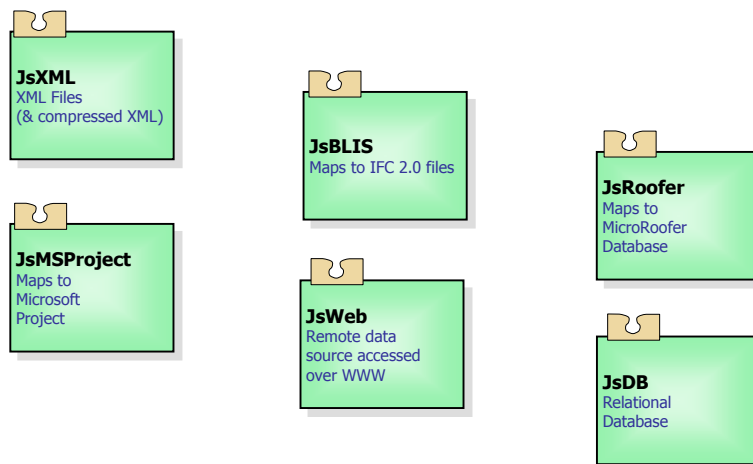 JsXML
XML Files
(& compressed XML)
JsMSProject
Maps to
Microsoft
Project
JsBLIS
Maps to IFC 2.0 files
JsWeb
Remote data
source accessed
over WWW
JsRoofer
Maps to
MicroRoofer
Database
JsDB
Relational
Database